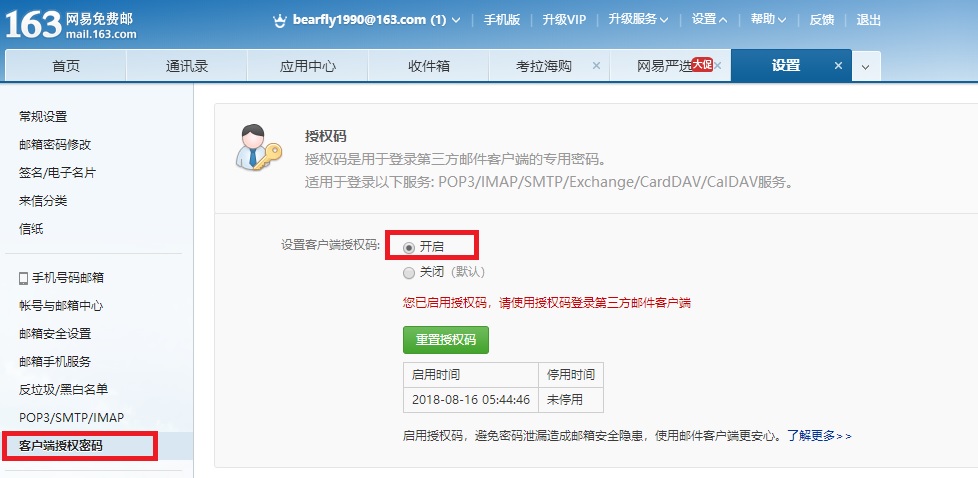 163 网易免费邮
mail.163.com
bearfly1990@163.com (1) 手机版 升级VIP 升级服务 设置 帮助 反馈 退出
首页 通讯录 应用中心 收件箱 考拉海购 × 网易严选 大促 × 设置 ×
常规设置
邮箱密码修改
签名/电子名片
来信分类
信纸
手机号码邮箱
帐号与邮箱中心
邮箱安全设置
邮箱手机服务
反垃圾/黑白名单
POP3/SMTP/IMAP
客户端授权密码
授权码
授权码是用于登录第三方邮件客户端的专用密码。
适用于登录以下服务: POP3/IMAP/SMTP/Exchange/CardDAV/CalDAV服务。
设置客户端授权码: 开启
关闭 (默认)
您已启用授权码，请使用授权码登录第三方邮件客户端
重置授权码
启用时间 停用时间
2018-08-16 05:44:46 未停用
启用授权码，避免密码泄漏造成邮箱安全隐患，使用邮件客户端更安心。了解更多>>